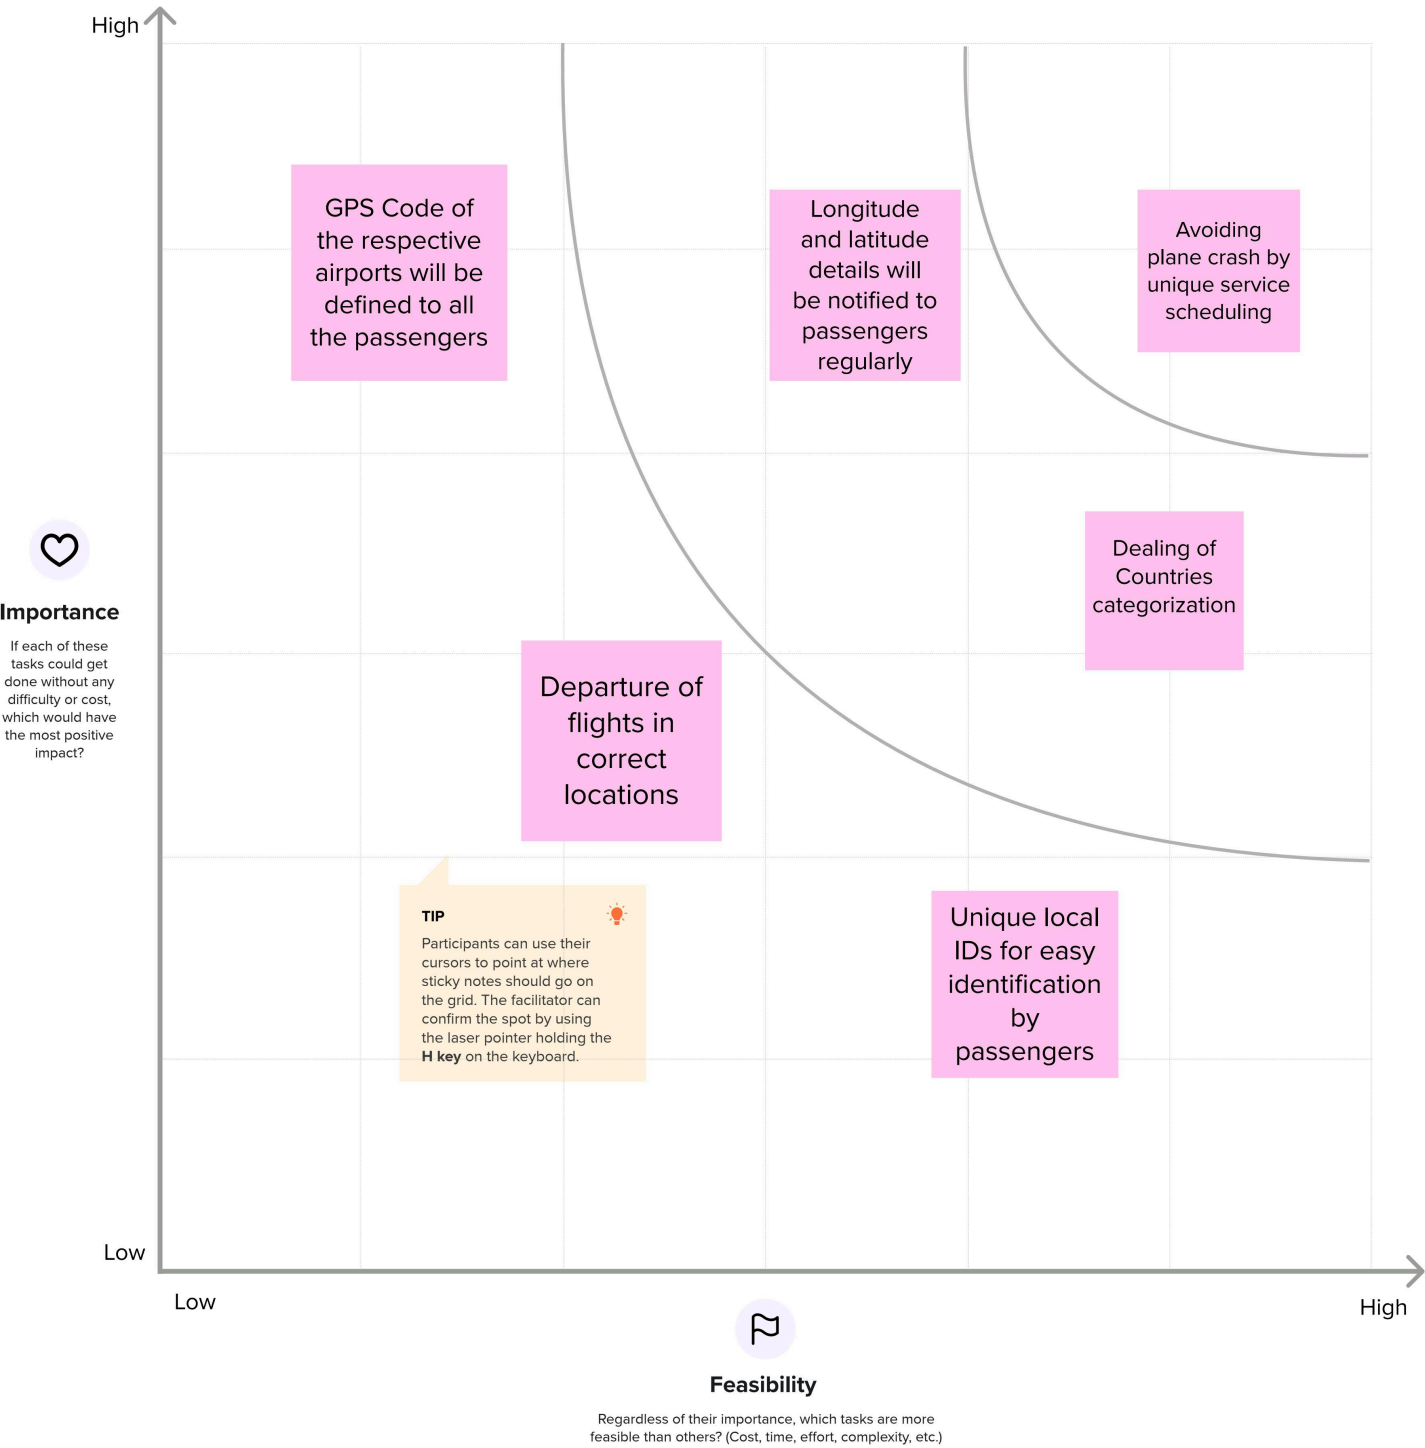 High
GPS Code of
the respective
airports will be
defined to all
the passengers
Longitude
and latitude
details will
be notified to
passengers
regularly
Avoiding
plane crash by
unique service
scheduling
Importance
If each of these
tasks could get
done without any
difficulty or cost,
which would have
the most positive
impact?
Dealing of
Countries
categorization
Departure of
flights in
correct
locations
TIP
Participants can use their
cursors to point at where
sticky notes should go on
the grid. The facilitator can
confirm the spot by using
the laser pointer holding the
H key on the keyboard.
Unique local
IDs for easy
identification
by
passengers
Low
Low
High
Feasibility
Regardless of their importance, which tasks are more
feasible than others? (Cost, time, effort, complexity, etc.)